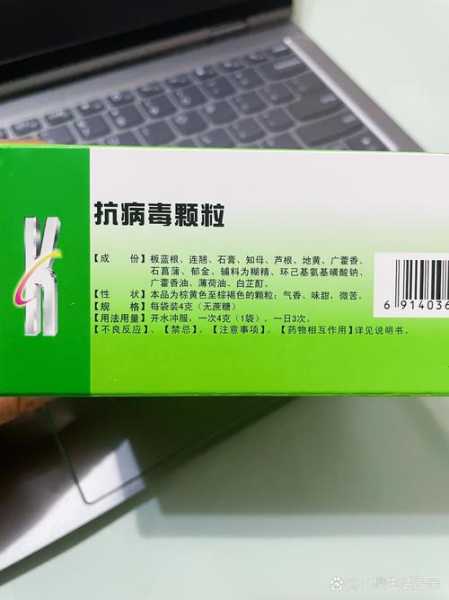 抗病毒颗粒
【成　份】板蓝根、连翘、石膏、知母、芦根、地黄、广藿香、
石菖蒲、郁金、辅料为糊精、环己基氨基磺酸钠、
广藿香油、薄荷油、白芷酊。
【性　状】本品为棕黄色至棕褐色的颗粒；气香，味甜、微苦。
【规　格】每袋装4克（无蔗糖）
【用法用量】开水冲服，一次4克（1袋），一日3次。
【不良反应】、【禁忌】、【注意事项】、【药物相互作用】详见说明书。
6 914036